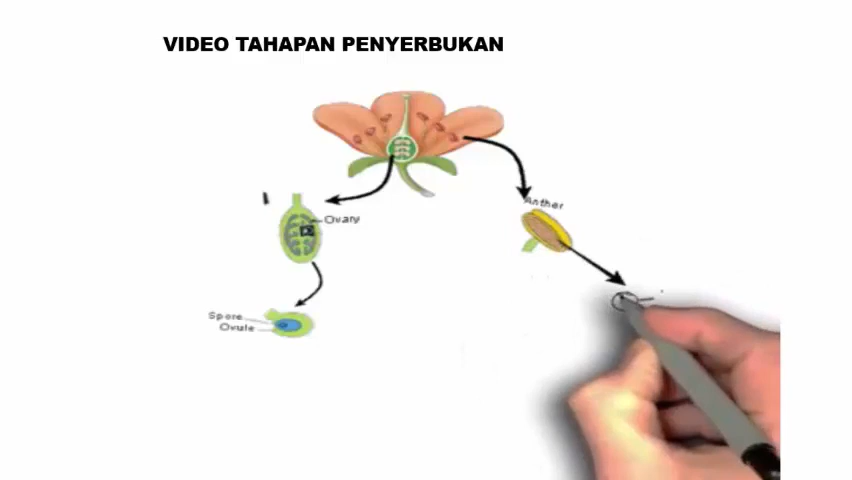 VIDEO TAHAPAN PENYERBUKAN
Anther
Ovary
Spore
Ovule